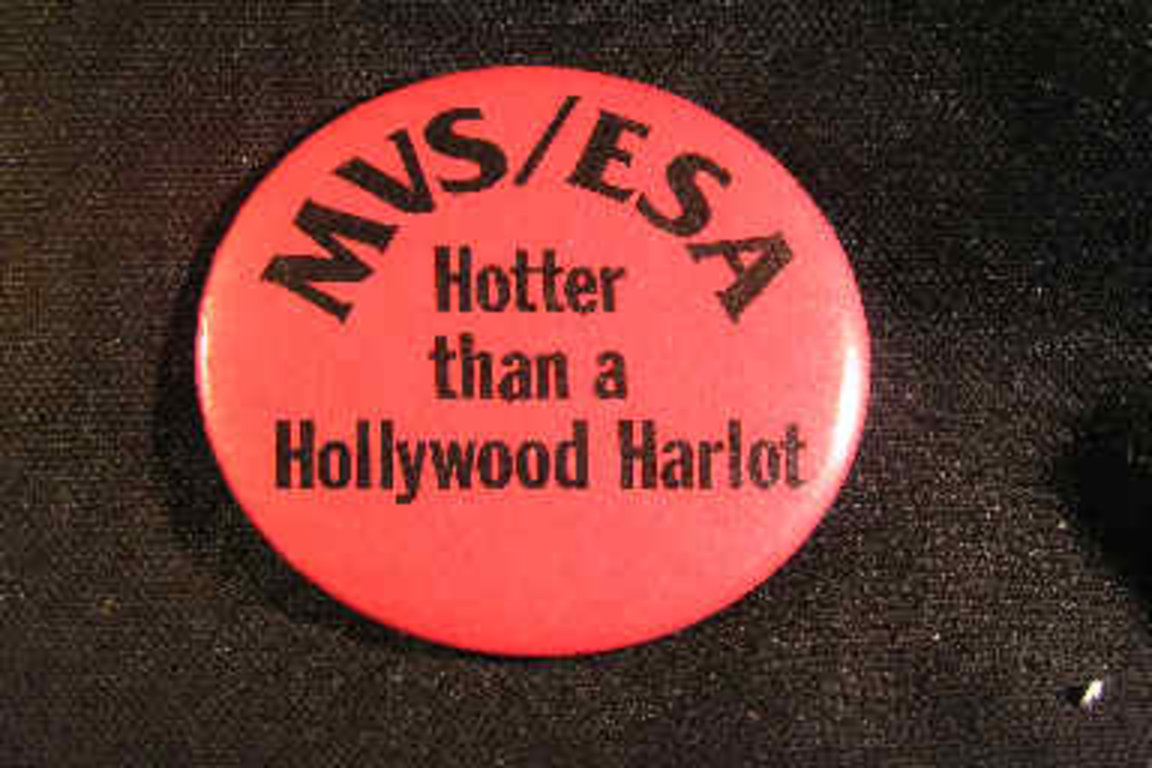 MVS/ESA
Hotter
than a
Hollywood Harlot